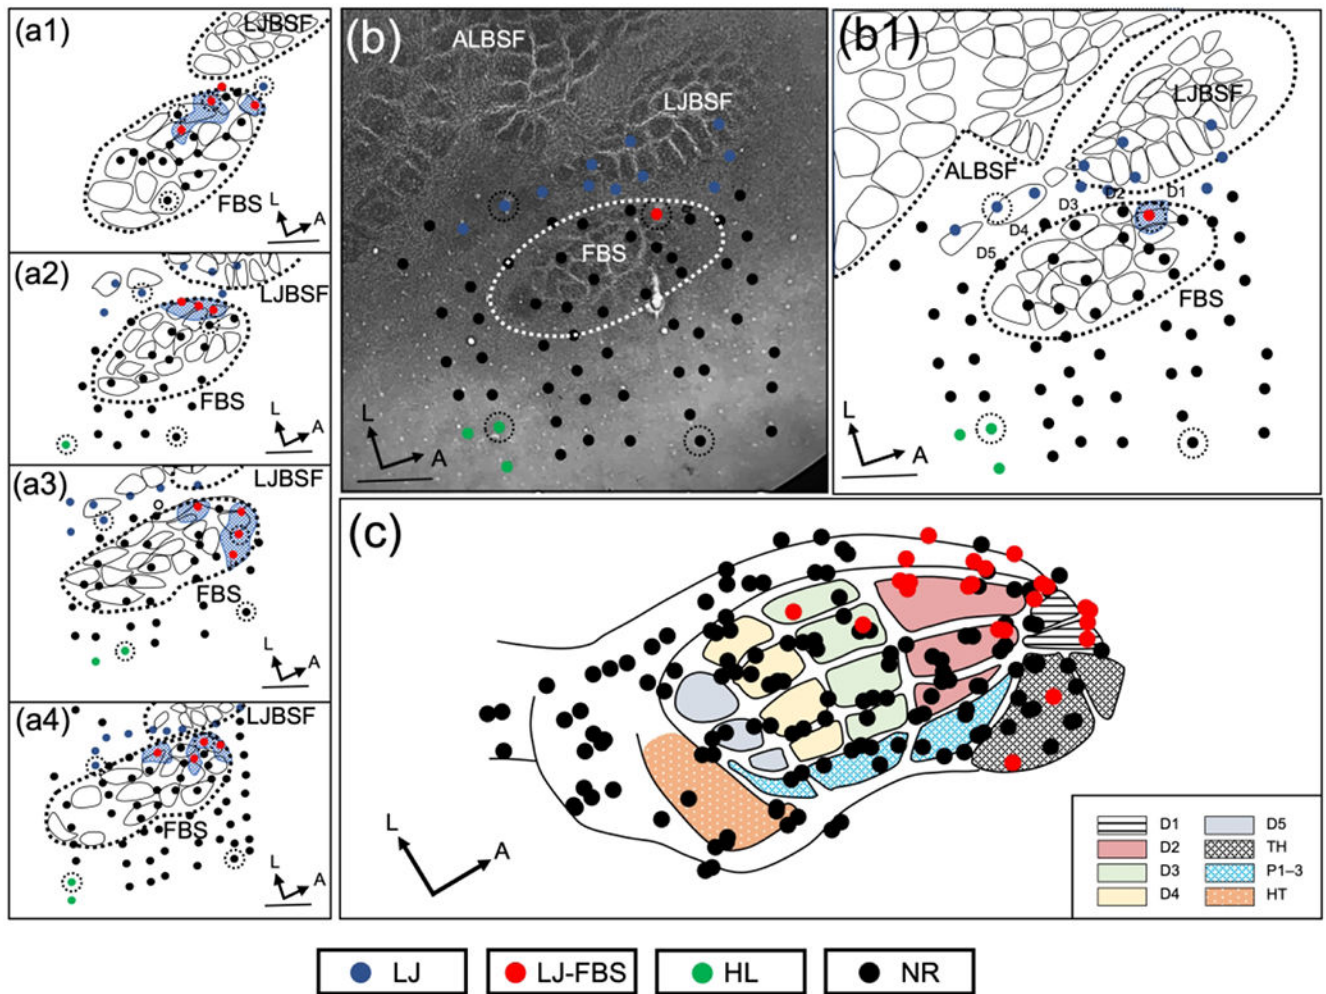 (a1)
LJBSF
FBS
L
A
(a2)
LJBSF
FBS
L
A
(a3)
LJBSF
FBS
L
A
(a4)
LJBSF
FBS
L
A
(b)
ALBSF
LJBSF
FBS
L
A
(b1)
LJBSF
ALBSF
D2
D1
D3
D4
D5
FBS
L
A
(c)
L
A
D1
D5
D2
TH
D3
P1–3
D4
HT
LJ
LJ-FBS
HL
NR